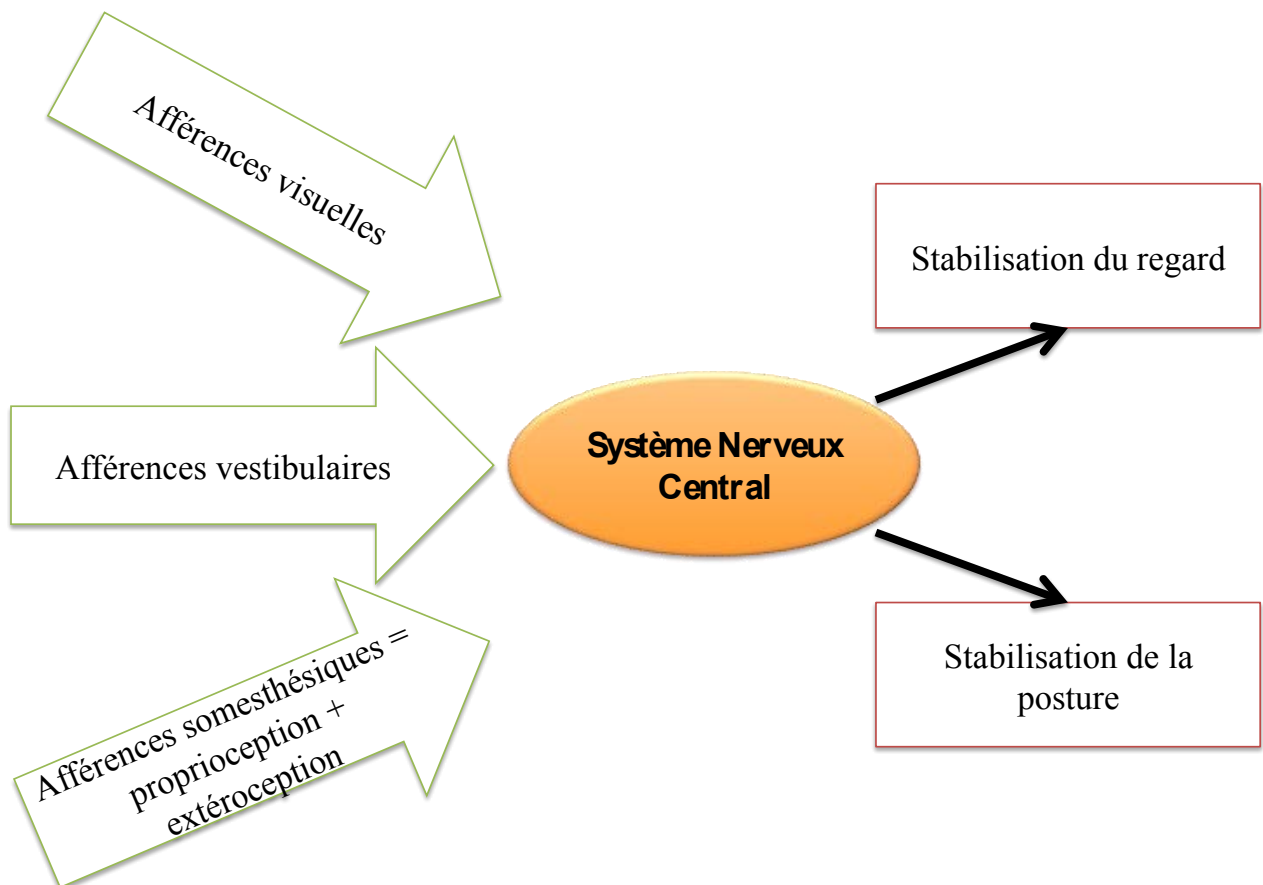 Afférences visuelles
Afférences vestibulaires
Afférences somesthésiques =
proprioception +
extéroception
Système Nerveux
Central
Stabilisation du regard
Stabilisation de la
posture